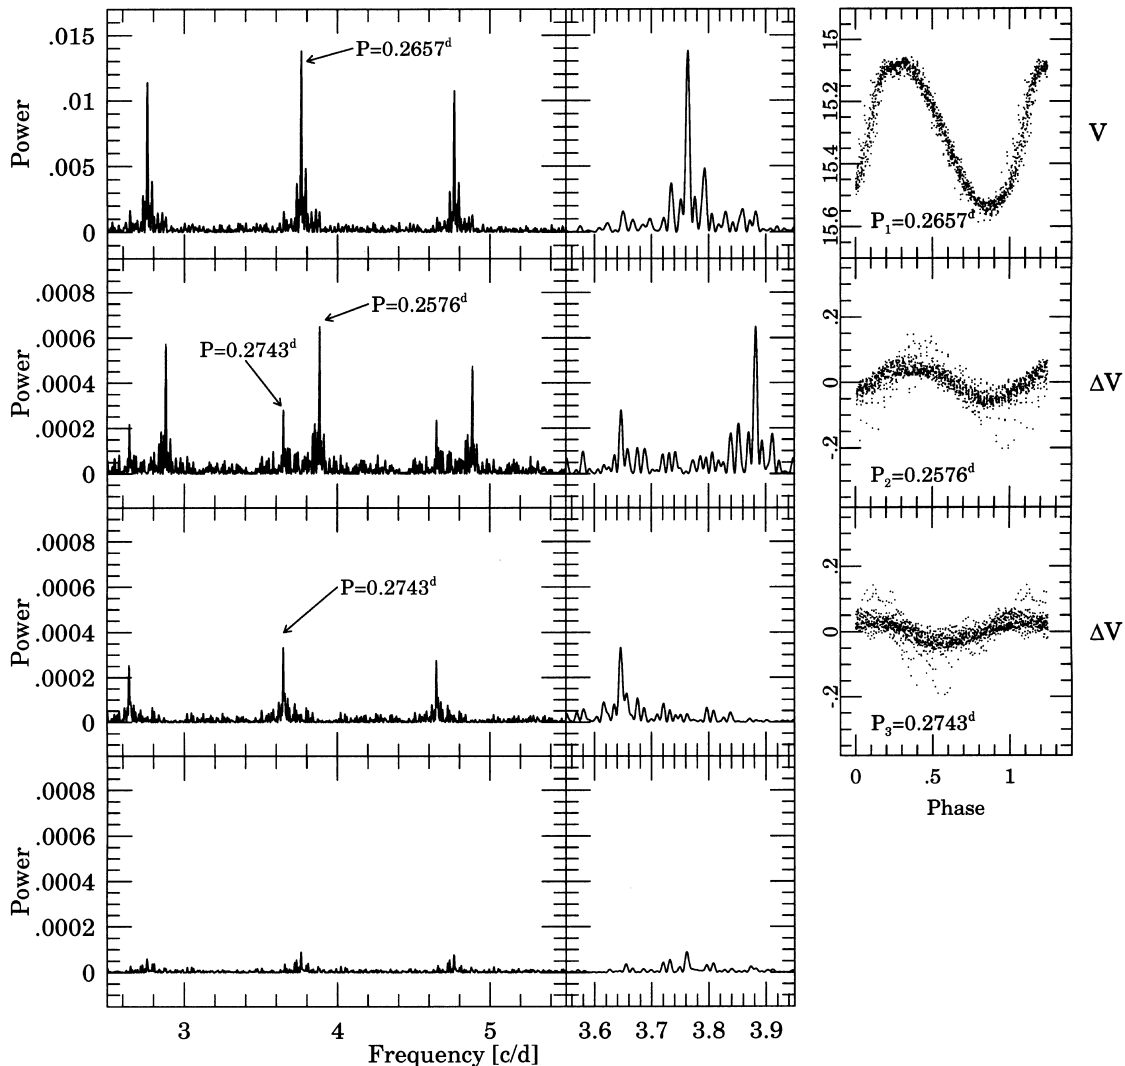 .015
.01
.005
0
Power
P=0.2657ᵈ
15
15.2
15.4
15.6
P₁=0.2657ᵈ
V
.0008
.0006
.0004
.0002
0
Power
P=0.2576ᵈ
P=0.2743ᵈ
.2
0
-.2
P₂=0.2576ᵈ
ΔV
.0008
.0006
.0004
.0002
0
Power
P=0.2743ᵈ
.2
0
-.2
P₃=0.2743ᵈ
ΔV
0 .5 1
Phase
.0008
.0006
.0004
.0002
0
Power
3 4 5
3.6 3.7 3.8 3.9
Frequency [c/d]